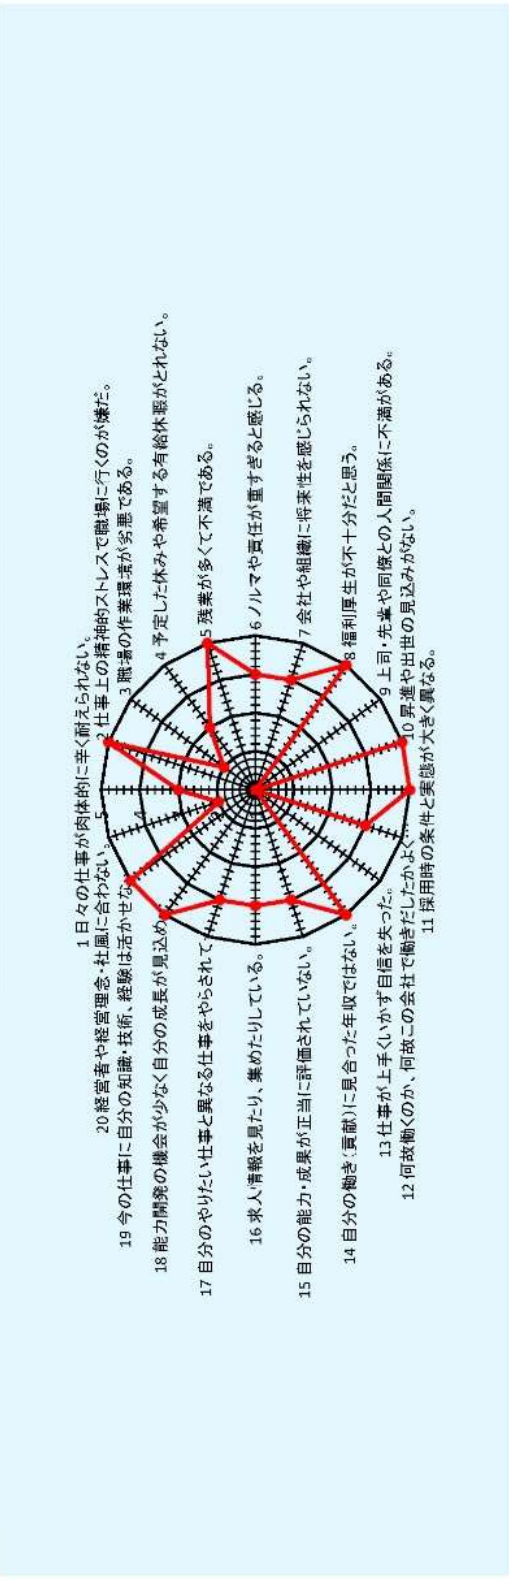 1 日々の仕事が肉体的に辛く耐えられない。
2 仕事上の精神的ストレスで職場に行くのが嫌だ。
3 職場の作業環境が劣悪である。
4 予定した休みや希望する有給休暇がとれない。
5 残業が多くて不満である。
6 ノルマや責任が重すぎると感じる。
7 会社や組織に将来性を感じられない。
8 福利厚生が不十分だと思う。
9 上司・先輩や同僚との人間関係に不満がある。
10 昇進や出世の見込みがない。
11 採用時の条件と実態が大きく異なる。
12 何故働くのか、何故この会社で働きだしたかよく…
13 仕事が上手くいかず自信を失った。
14 自分の働き(貢献)に見合った年収ではない。
15 自分の能力・成果が正当に評価されていない。
16 求人情報を見たり、集めたりしている。
17 自分のやりたい仕事と異なる仕事をやらされて
18 能力開発の機会が少なく自分の成長が見込め
19 今の仕事に自分の知識・技術、経験は活かせな
20 経営者や経営理念・社風に合わない。
5
4